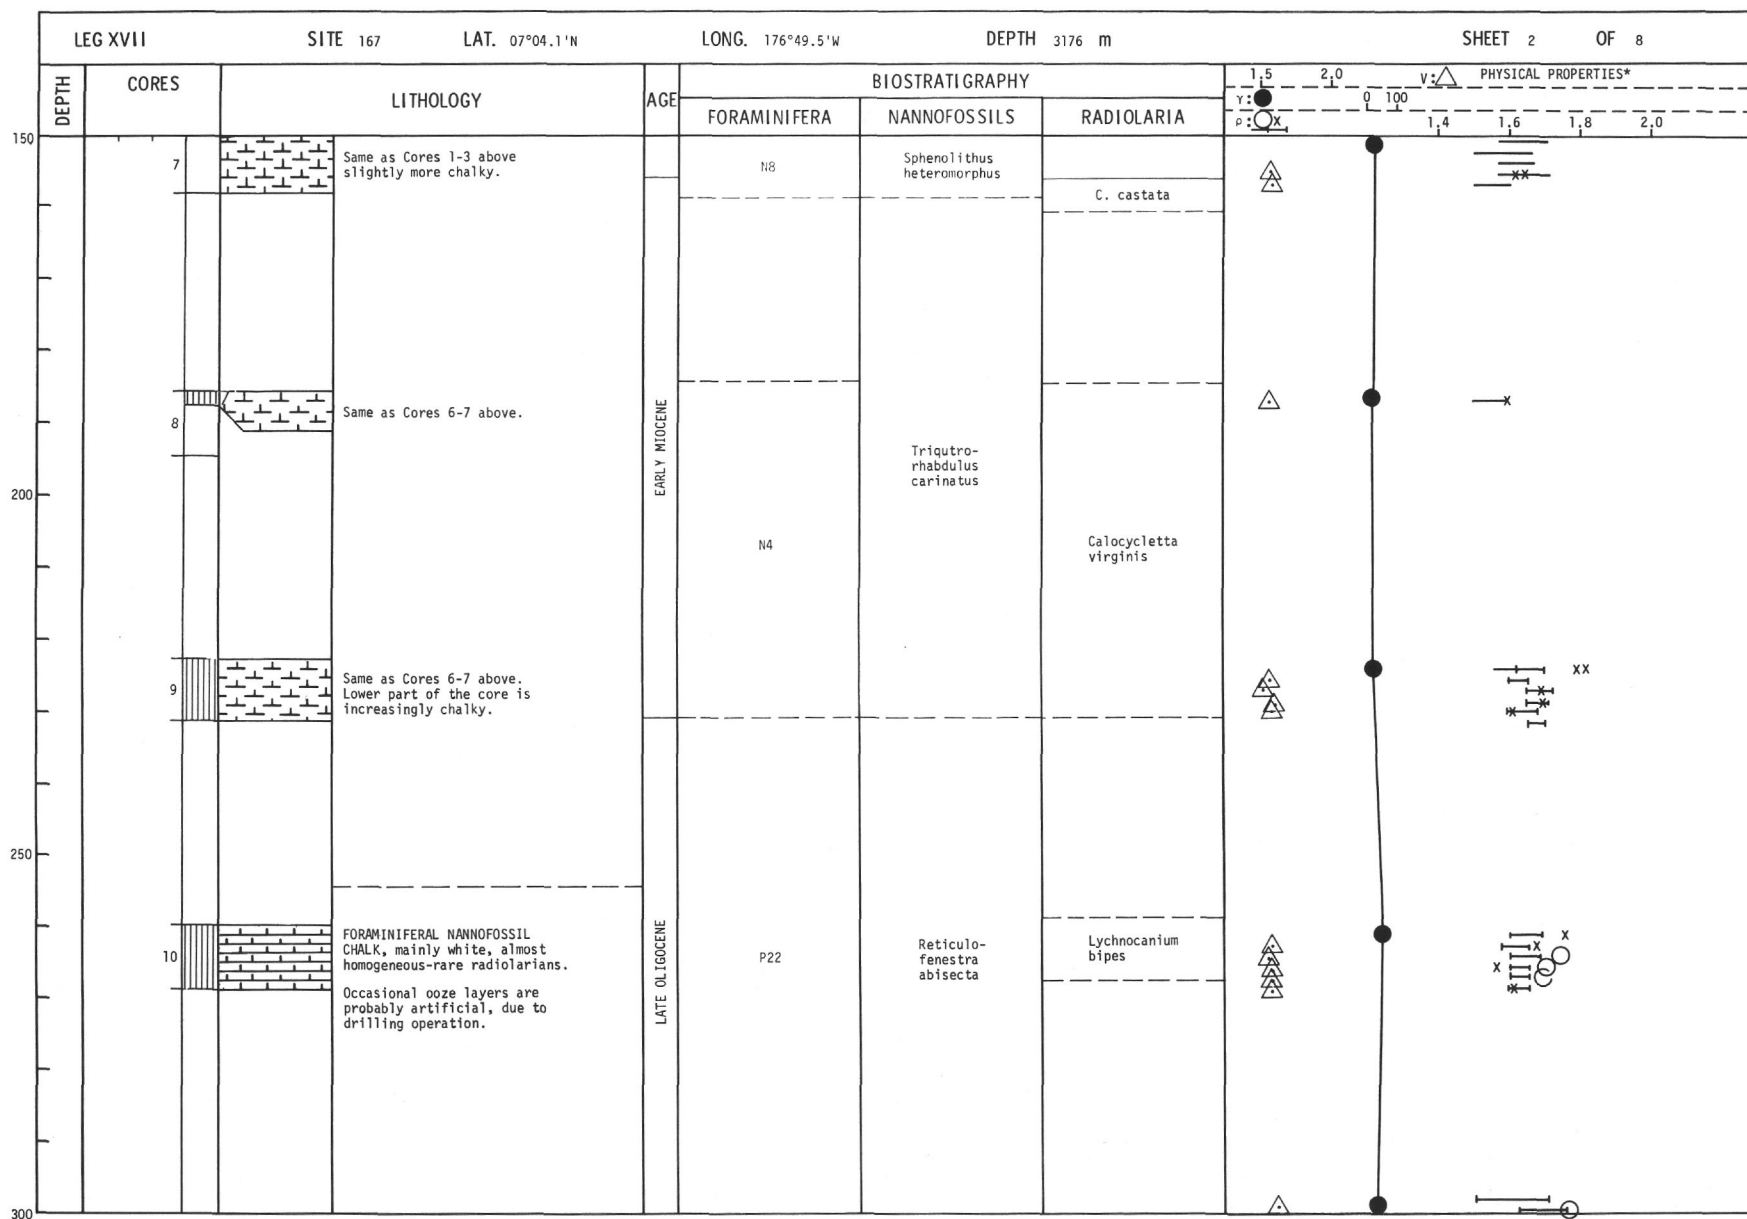 LEG XVII SITE 167 LAT. 07°04.1'N LONG. 176°49.5'W DEPTH 3176 m SHEET 2 OF 8
DEPTH
CORES
LITHOLOGY
AGE
BIOSTRATIGRAPHY
FORAMINIFERA
NANNOFOSSILS
RADIOLARIA
1.5 2.0 V: PHYSICAL PROPERTIES*
γ: 0 100
ρ: x 1.4 1.6 1.8 2.0
150
7
Same as Cores 1-3 above
slightly more chalky.
N8
Sphenolithus
heteromorphus
C. castata
x x
8
Same as Cores 6-7 above.
x
200
EARLY MIOCENE
N4
Triqutro-
rhabdulus
carinatus
Calocycletta
virginis
9
Same as Cores 6-7 above.
Lower part of the core is
increasingly chalky.
x x
x
x
x
250
10
FORAMINIFERAL NANNOFOSSIL
CHALK, mainly white, almost
homogeneous-rare radiolarians.
Occasional ooze layers are
probably artificial, due to
drilling operation.
LATE OLIGOCENE
P22
Reticulo-
fenestra
abisecta
Lychnocanium
bipes
x
x
x
x
300